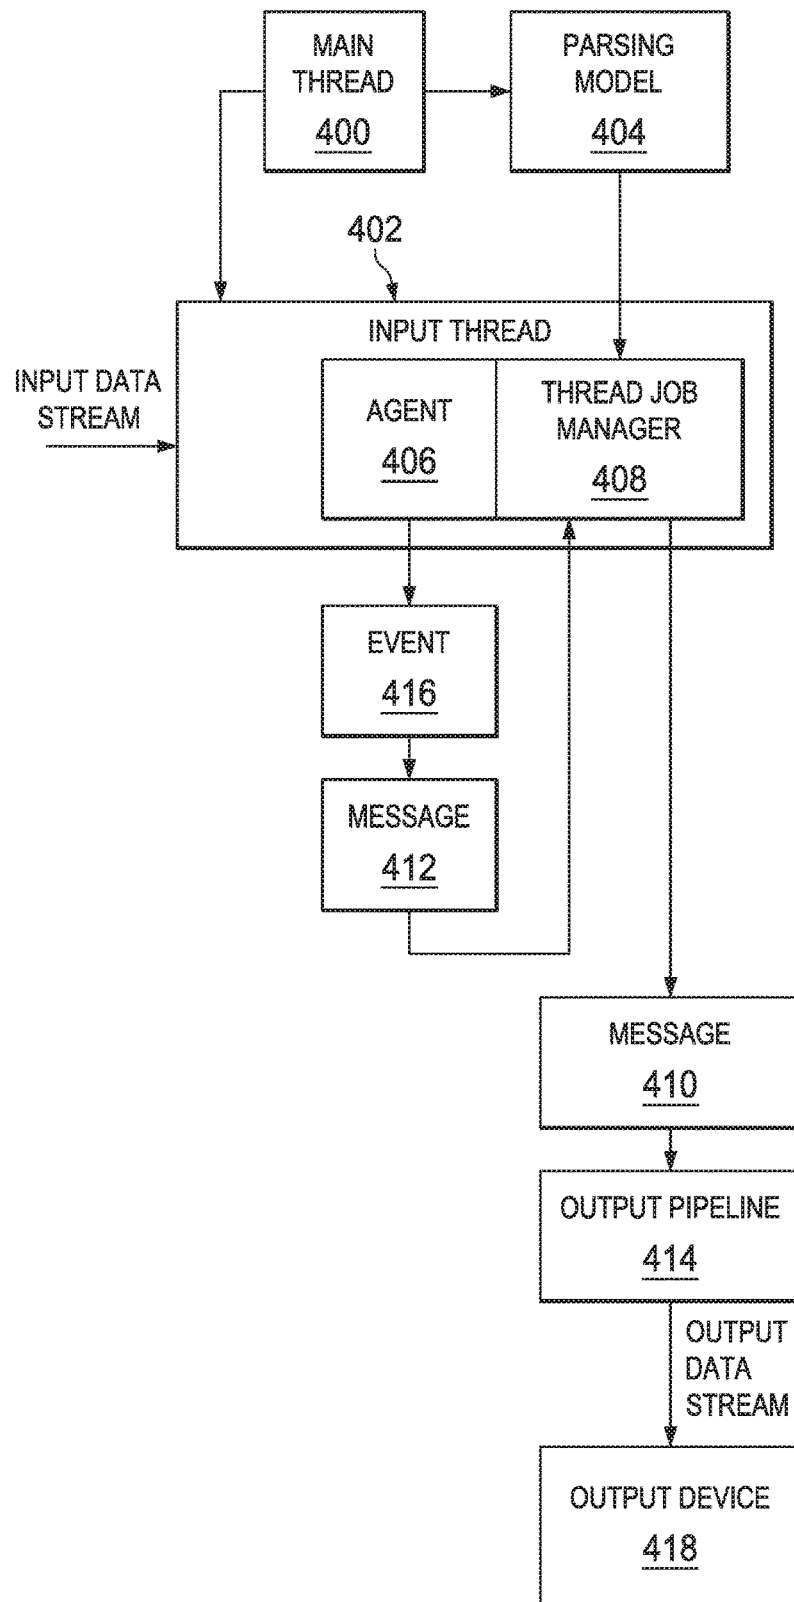 MAIN
THREAD
400
PARSING
MODEL
404
402
INPUT THREAD
INPUT DATA
STREAM
AGENT
406
THREAD JOB
MANAGER
408
EVENT
416
MESSAGE
412
MESSAGE
410
OUTPUT PIPELINE
414
OUTPUT
DATA
STREAM
OUTPUT DEVICE
418